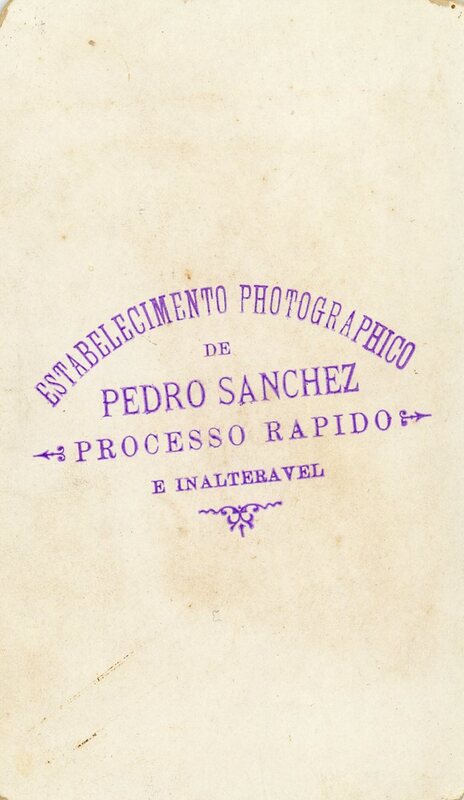 ESTABELECIMENTO PHOTOGRAPHICO
DE
PEDRO SANCHEZ
PROCESSO RAPIDO
E INALTERAVEL